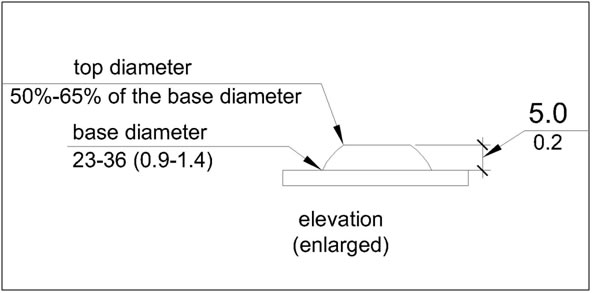 top diameter
50%-65% of the base diameter
base diameter
23-36 (0.9-1.4)
5.0
0.2
elevation
(enlarged)